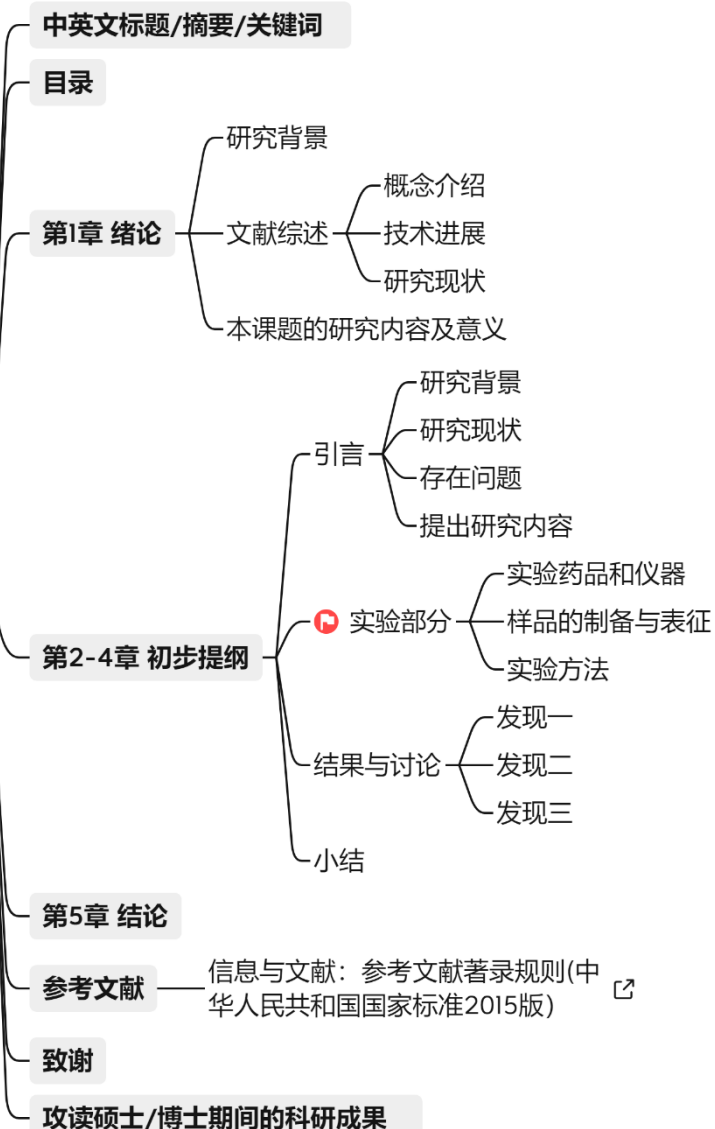 中英文标题/摘要/关键词
目录
第1章 绪论
研究背景
文献综述
概念介绍
技术进展
研究现状
本课题的研究内容及意义
第2-4章 初步提纲
引言
研究背景
研究现状
存在问题
提出研究内容
实验部分
实验药品和仪器
样品的制备与表征
实验方法
结果与讨论
发现一
发现二
发现三
小结
第5章 结论
参考文献
信息与文献：参考文献著录规则(中
华人民共和国国家标准2015版)
致谢
攻读硕士/博士期间的科研成果